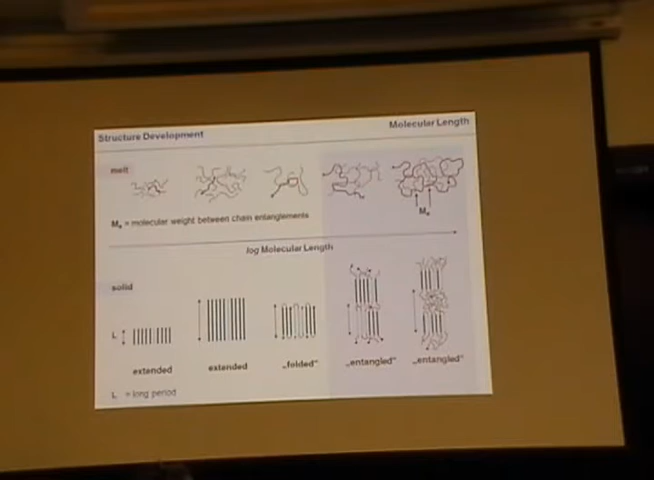 Structure Development
Molecular Length
melt
Me = molecular weight between chain entanglements
Me
log Molecular Length
solid
L
extended
extended
„folded“
„entangled“
„entangled“
L = long period